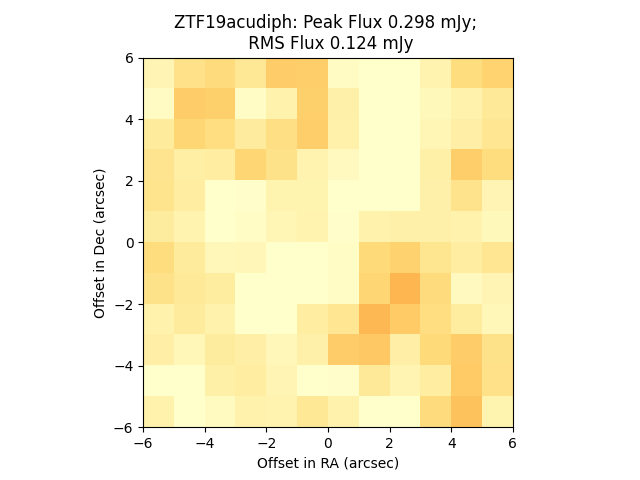 ZTF19acudiph: Peak Flux 0.298 mJy;
RMS Flux 0.124 mJy
6
4
2
0
−2
−4
−6
Offset in Dec (arcsec)
−6 −4 −2 0 2 4 6
Offset in RA (arcsec)